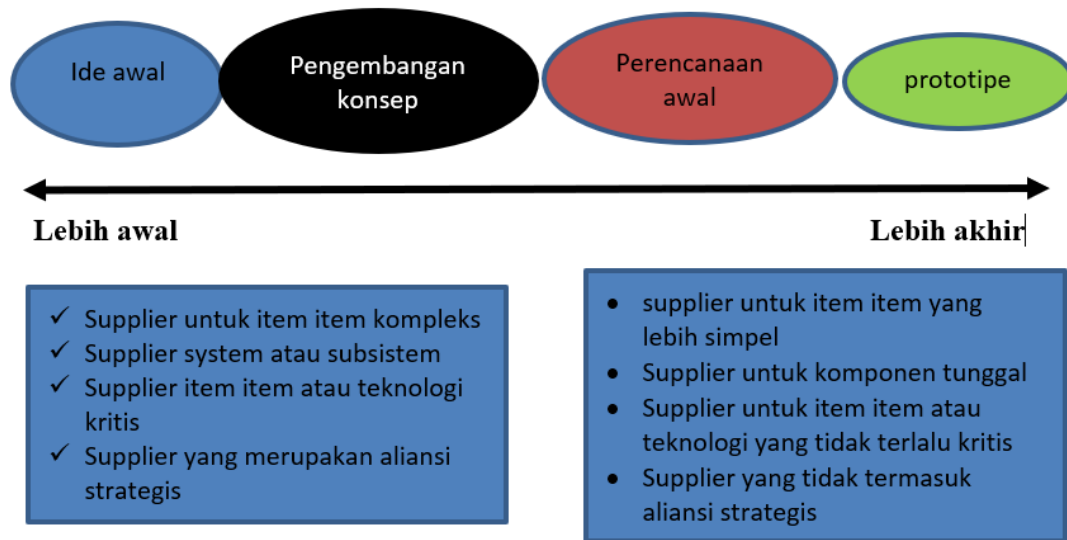 Ide awal
Pengembangan
konsep
Perencanaan
awal
prototipe
Lebih awal
Lebih akhir
✓ Supplier untuk item item kompleks
✓ Supplier system atau subsistem
✓ Supplier item item atau teknologi
kritis
✓ Supplier yang merupakan aliansi
strategis
• supplier untuk item item yang
lebih simpel
• Supplier untuk komponen tunggal
• Supplier untuk item item atau
teknologi yang tidak terlalu kritis
• Supplier yang tidak termasuk
aliansi strategis